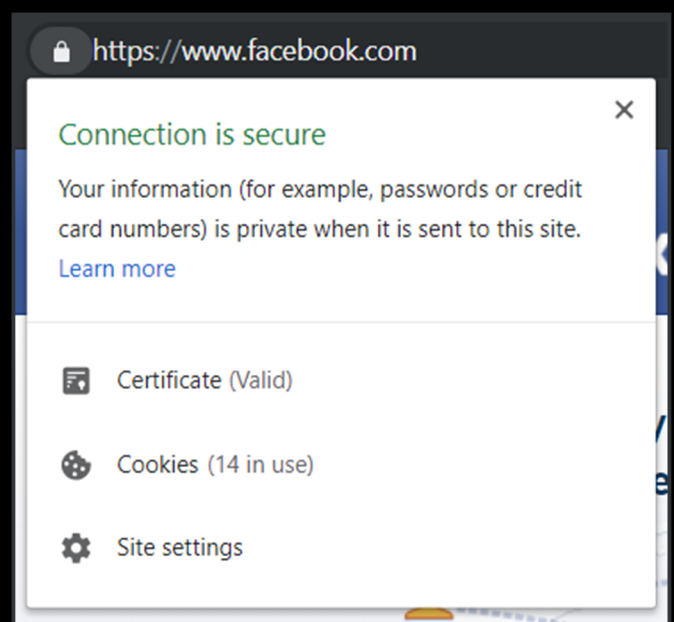 https://www.facebook.com
Connection is secure
Your information (for example, passwords or credit
card numbers) is private when it is sent to this site.
Learn more
Certificate (Valid)
Cookies (14 in use)
Site settings